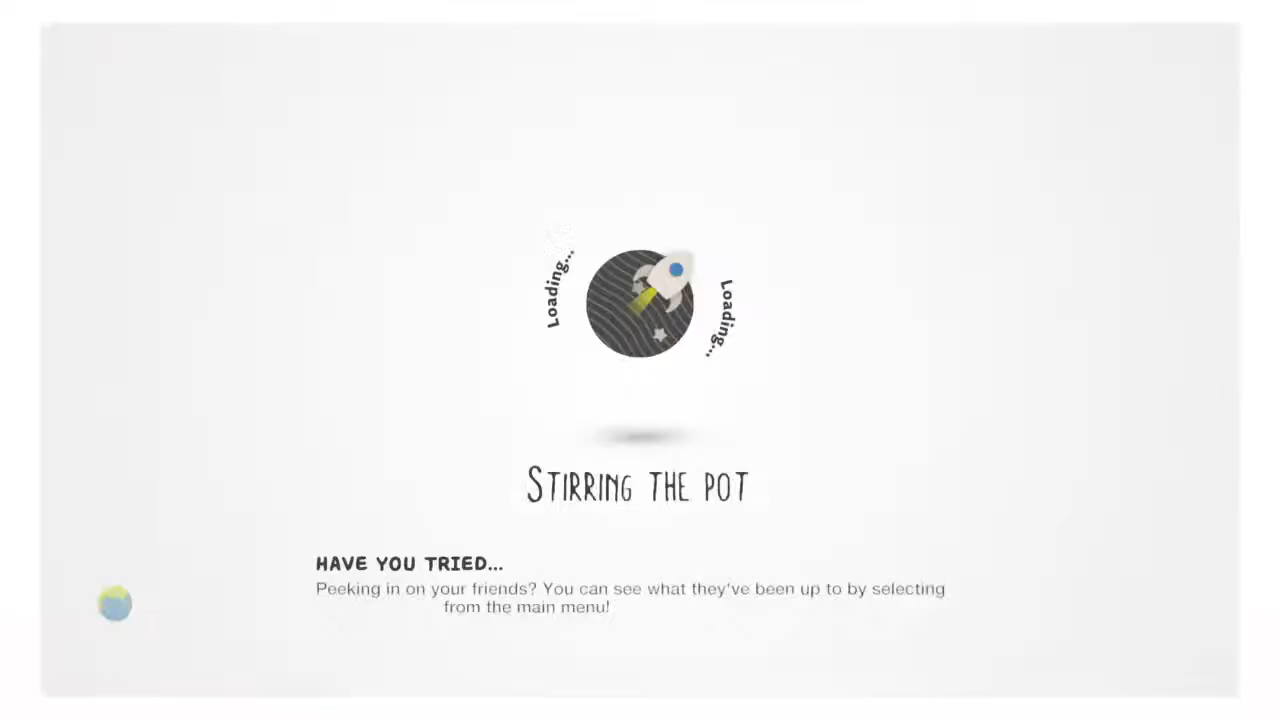 Loading...
Loading...
STIRRING THE POT
HAVE YOU TRIED...
Peeking in on your friends? You can see what they've been up to by selecting
from the main menu!